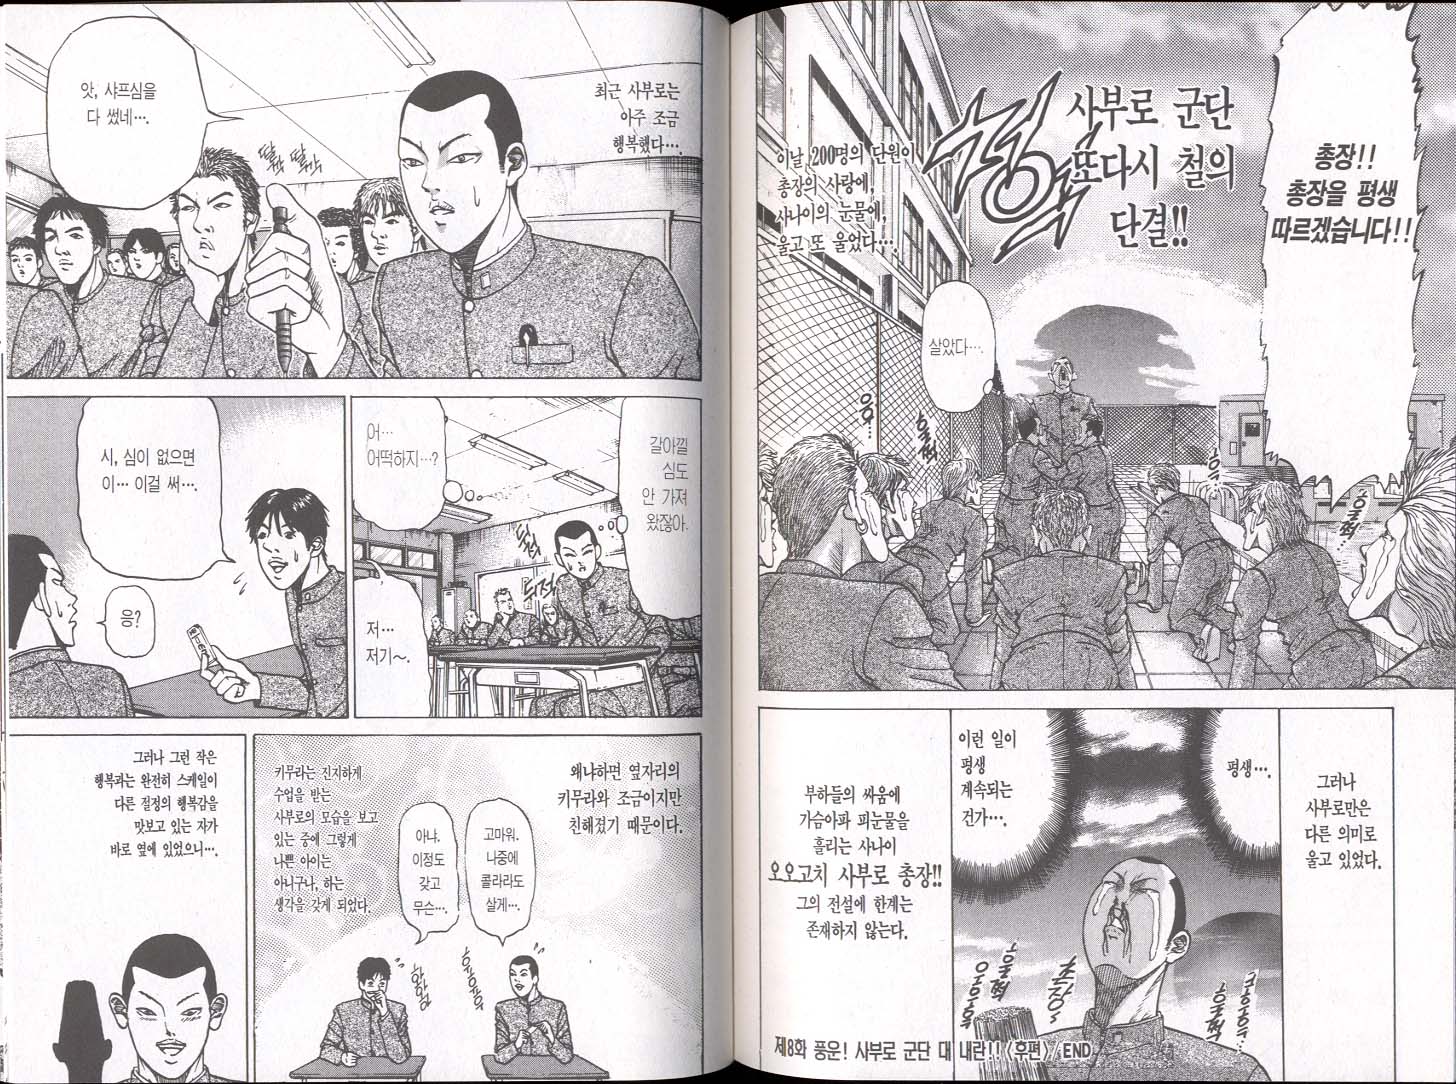 총장!!
총장을 평생
따르겠습니다!!
사부로 군단
또다시 철의
단결!!
이날 200명의 단원이
총장의 사랑에,
사나이의 눈물에,
울고 또 울었다….
살았다….
그러나
사부로만은
다른 의미로
울고 있었다.
평생….
이런 일이
평생
계속되는
건가….
부하들의 싸움에
가슴아파 피눈물을
흘리는 사나이
오오고치 사부로 총장!!
그의 전설에 한계는
존재하지 않는다.
제8화 풍운! 사부로 군단 대 내란!! 〈후편〉/ END
최근 사부로는
아주 조금
행복했다….
딸깍 딸깍
앗, 샤프심을
다 썼네….
갈아낄
심도
안 가져
왔잖아.
어…
어떡하지…?
뒤적
뒤적
저…
저기~.
시, 심이 없으면
이… 이걸 써….
응?
왜냐하면 옆자리의
키무라와 조금이지만
친해졌기 때문이다.
고마워.
나중에
콜라라도
살게….
아냐.
이정도
갖고
무슨….
키무라는 진지하게
수업을 받는
사부로의 모습을 보고
있는 중에 그렇게
나쁜 아이는
아니구나, 하는
생각을 갖게 되었다.
그러나 그런 작은
행복과는 완전히 스케일이
다른 절정의 행복감을
맛보고 있는 자가
바로 옆에 있었으니….